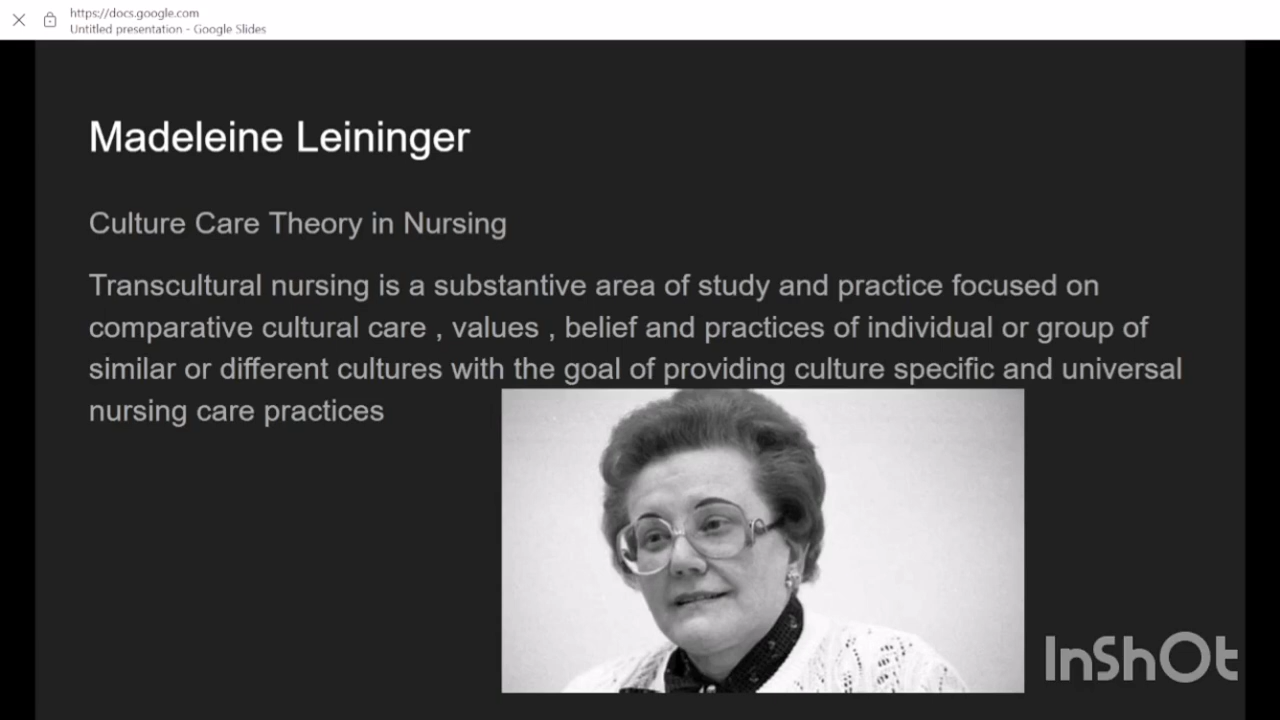 https://docs.google.com
Untitled presentation - Google Slides
Madeleine Leininger
Culture Care Theory in Nursing
Transcultural nursing is a substantive area of study and practice focused on
comparative cultural care , values , belief and practices of individual or group of
similar or different cultures with the goal of providing culture specific and universal
nursing care practices
InShOt